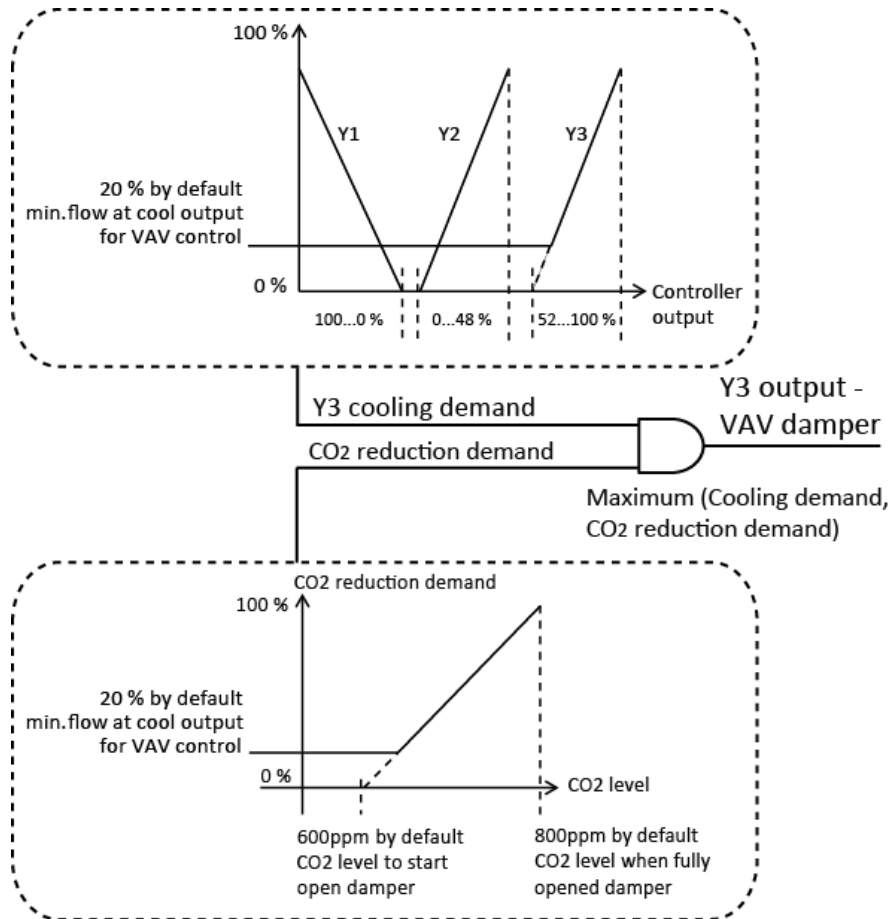 100 %
Y1
Y2
Y3
20 % by default
min.flow at cool output
for VAV control
0 %
Controller
output
100...0 %
0...48 %
52...100 %
Y3 cooling demand
Y3 output -
VAV damper
CO2 reduction demand
Maximum (Cooling demand,
CO2 reduction demand)
CO2 reduction demand
100 %
20 % by default
min.flow at cool output
for VAV control
0 %
CO2 level
600ppm by default
CO2 level to start
open damper
800ppm by default
CO2 level when fully
opened damper